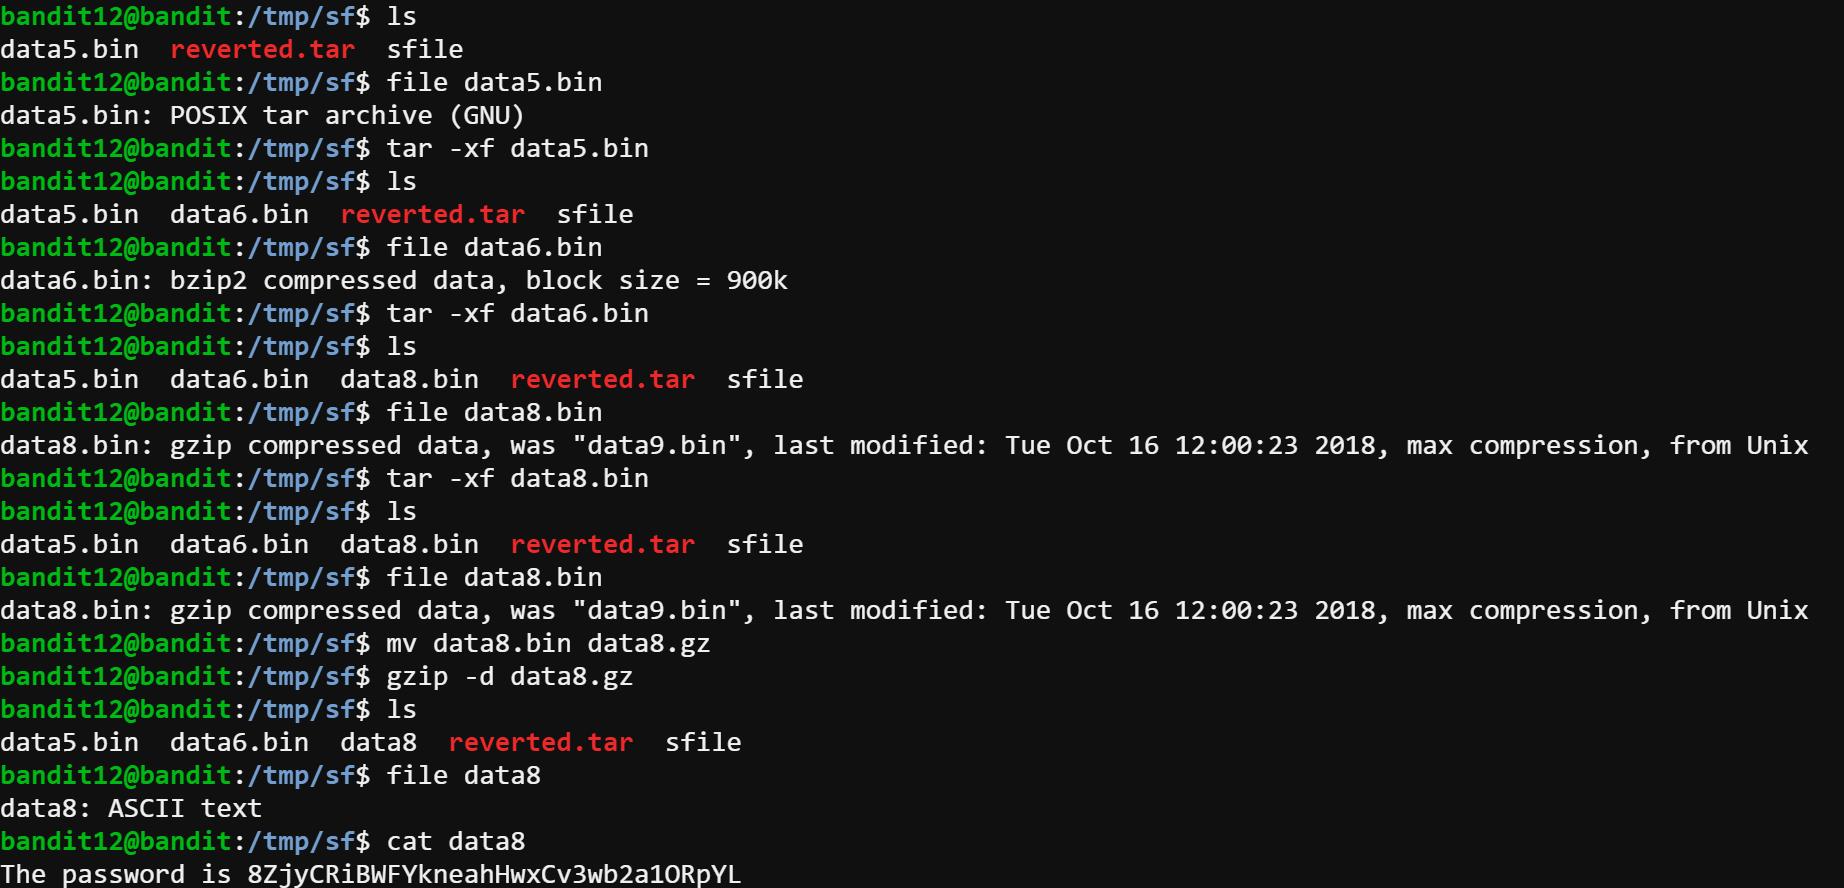 bandit12@bandit:/tmp/sf$ ls
data5.bin  reverted.tar  sfile
bandit12@bandit:/tmp/sf$ file data5.bin
data5.bin: POSIX tar archive (GNU)
bandit12@bandit:/tmp/sf$ tar -xf data5.bin
bandit12@bandit:/tmp/sf$ ls
data5.bin  data6.bin  reverted.tar  sfile
bandit12@bandit:/tmp/sf$ file data6.bin
data6.bin: bzip2 compressed data, block size = 900k
bandit12@bandit:/tmp/sf$ tar -xf data6.bin
bandit12@bandit:/tmp/sf$ ls
data5.bin  data6.bin  data8.bin  reverted.tar  sfile
bandit12@bandit:/tmp/sf$ file data8.bin
data8.bin: gzip compressed data, was "data9.bin", last modified: Tue Oct 16 12:00:23 2018, max compression, from Unix
bandit12@bandit:/tmp/sf$ tar -xf data8.bin
bandit12@bandit:/tmp/sf$ ls
data5.bin  data6.bin  data8.bin  reverted.tar  sfile
bandit12@bandit:/tmp/sf$ file data8.bin
data8.bin: gzip compressed data, was "data9.bin", last modified: Tue Oct 16 12:00:23 2018, max compression, from Unix
bandit12@bandit:/tmp/sf$ mv data8.bin data8.gz
bandit12@bandit:/tmp/sf$ gzip -d data8.gz
bandit12@bandit:/tmp/sf$ ls
data5.bin  data6.bin  data8  reverted.tar  sfile
bandit12@bandit:/tmp/sf$ file data8
data8: ASCII text
bandit12@bandit:/tmp/sf$ cat data8
The password is 8ZjyCRiBWFYkneahHwxCv3wb2a1ORpYL